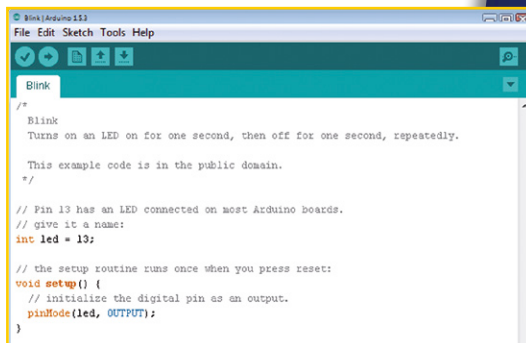 Blink | Arduino 1.5.3
File Edit Sketch Tools Help
Blink
/*
Blink
Turns on an LED on for one second, then off for one second, repeatedly.
This example code is in the public domain.
*/
// Pin 13 has an LED connected on most Arduino boards.
// give it a name:
int led = 13;
// the setup routine runs once when you press reset:
void setup() {
// initialize the digital pin as an output.
pinMode(led, OUTPUT);
}